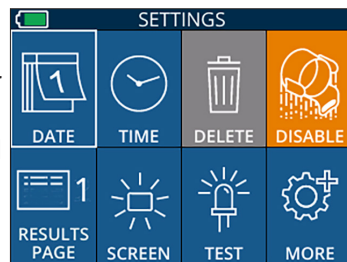 SETTINGS
1
DATE
TIME
DELETE
DISABLE
1
RESULTS
PAGE
SCREEN
TEST
MORE